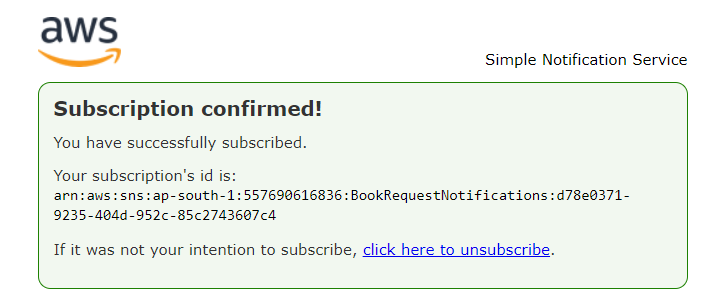 aws
Simple Notification Service
Subscription confirmed!
You have successfully subscribed.
Your subscription's id is:
arn:aws:sns:ap-south-1:557690616836:BookRequestNotifications:d78e0371-
9235-404d-952c-85c2743607c4
If it was not your intention to subscribe, click here to unsubscribe.